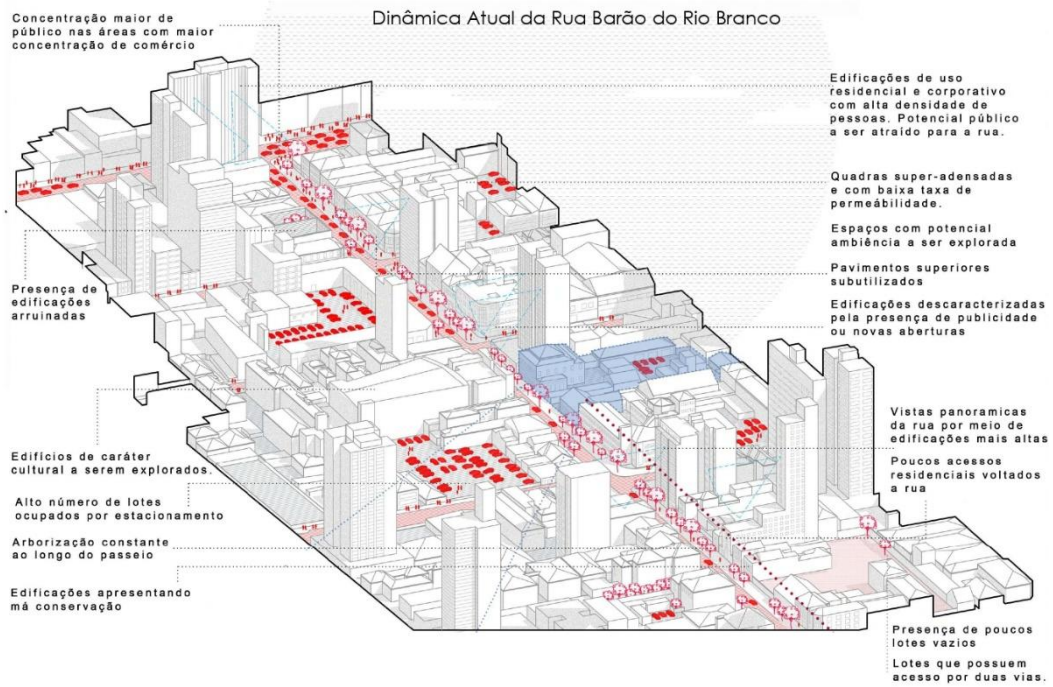 Dinâmica Atual da Rua Barão do Rio Branco
Concentração maior de
público nas áreas com maior
concentração de comércio
Presença de
edificações
arruinadas
Edifícios de caráter
cultural a serem explorados.
Alto número de lotes
ocupados por estacionamento
Arborização constante
ao longo do passeio
Edificações apresentando
má conservação
Edificações de uso
residencial e corporativo
com alta densidade de
pessoas. Potencial público
a ser atraído para a rua.
Quadras super-adensadas
e com baixa taxa de
permeábilidade.
Espaços com potencial
ambiência a ser explorada
Pavimentos superiores
subutilizados
Edificações descaracterizadas
pela presença de publicidade
ou novas aberturas
Vistas panoramicas
da rua por meio de
edificações mais altas
Poucos acessos
residenciais voltados
a rua
Presença de poucos
lotes vazios
Lotes que possuem
acesso por duas vias.